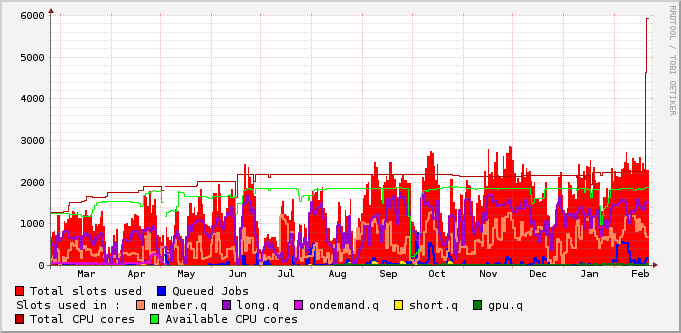 6000
5000
4000
3000
2000
1000
0
Mar Apr May Jun Jul Aug Sep Oct Nov Dec Jan Feb
RRDTOOL / TOBI OETIKER
Total slots used Queued Jobs
Slots used in : member.q long.q ondemand.q short.q gpu.q
Total CPU cores Available CPU cores